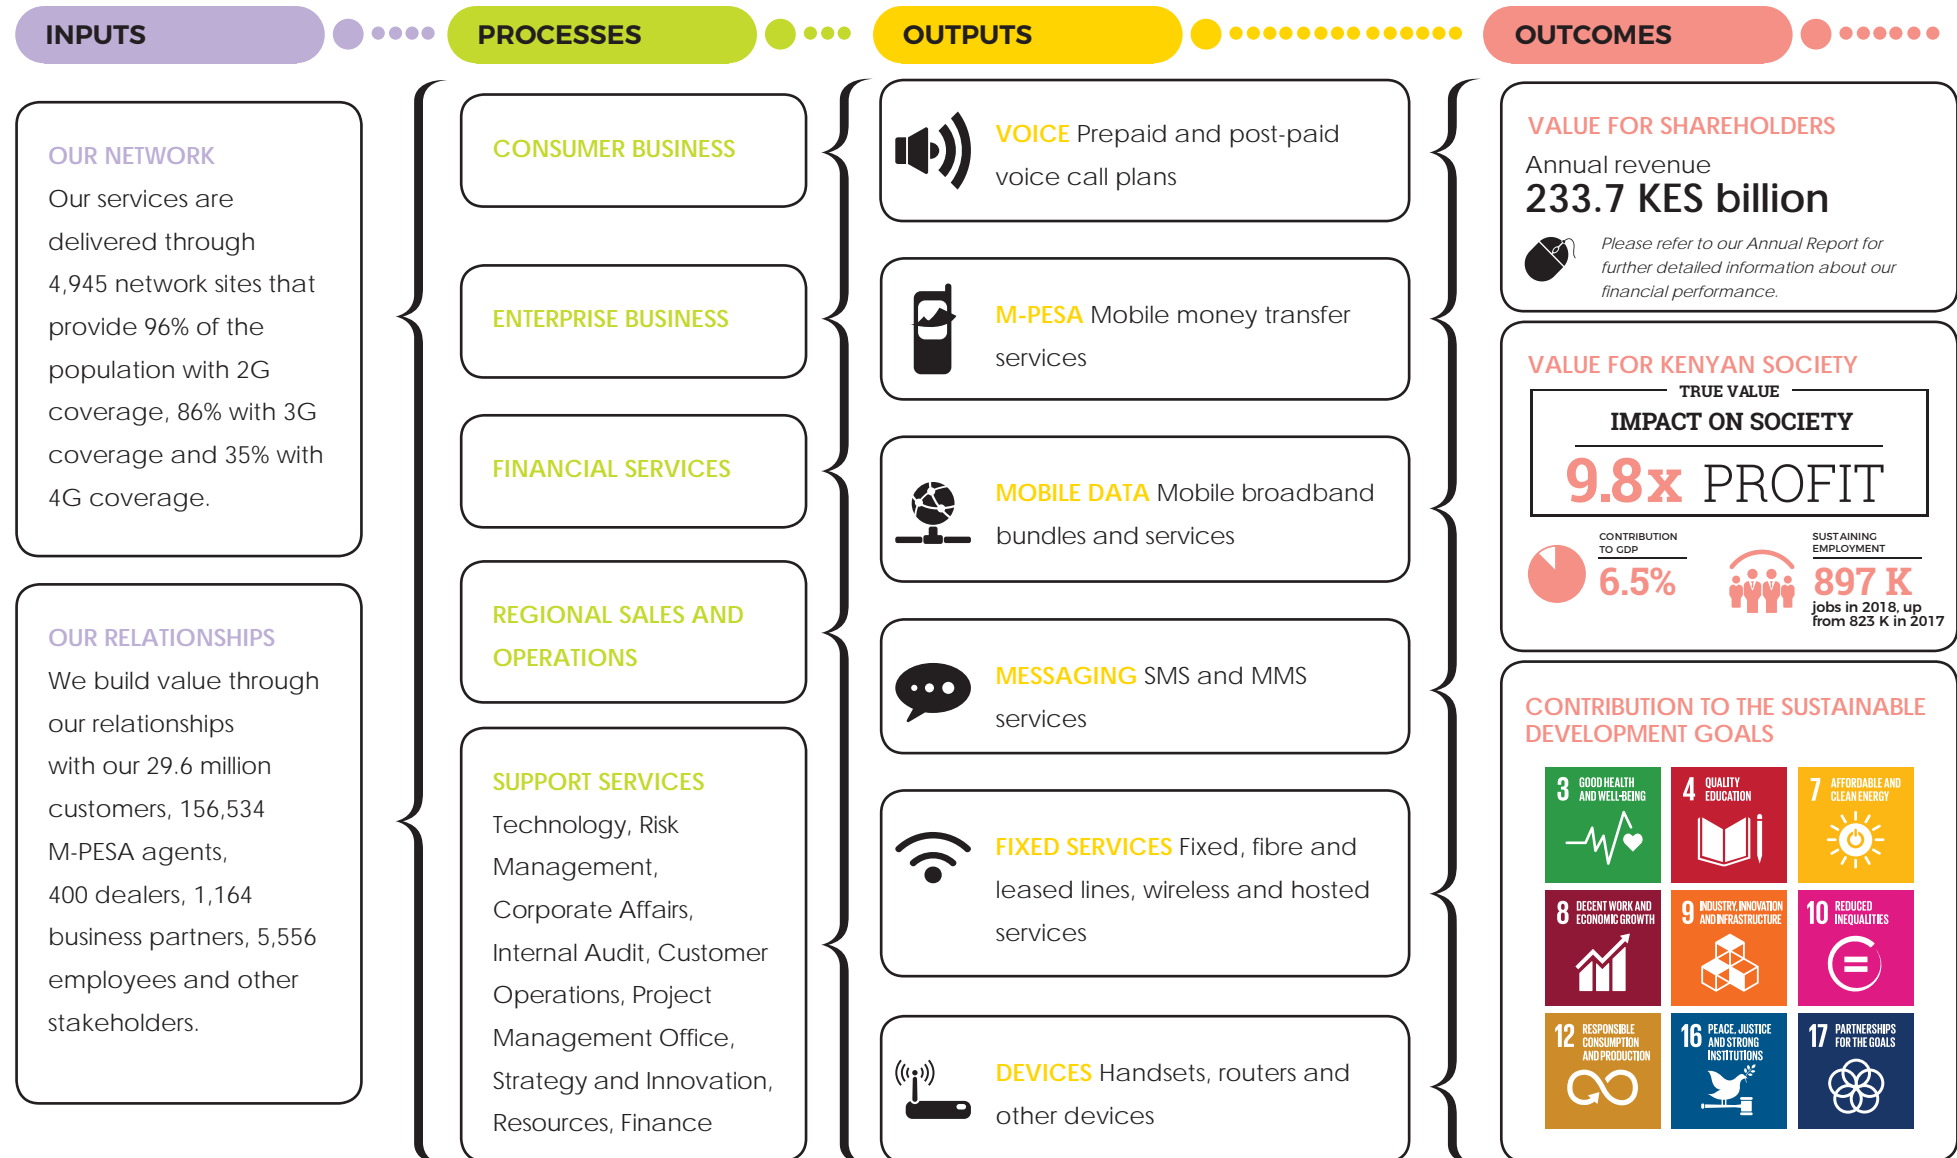 INPUTS
PROCESSES
OUTPUTS
OUTCOMES
OUR NETWORK
Our services are
delivered through
4,945 network sites that
provide 96% of the
population with 2G
coverage, 86% with 3G
coverage and 35% with
4G coverage.
OUR RELATIONSHIPS
We build value through
our relationships
with our 29.6 million
customers, 156,534
M-PESA agents,
400 dealers, 1,164
business partners, 5,556
employees and other
stakeholders.
CONSUMER BUSINESS
ENTERPRISE BUSINESS
FINANCIAL SERVICES
REGIONAL SALES AND
OPERATIONS
SUPPORT SERVICES
Technology, Risk
Management,
Corporate Affairs,
Internal Audit, Customer
Operations, Project
Management Office,
Strategy and Innovation,
Resources, Finance
VOICE Prepaid and post-paid
voice call plans
M-PESA Mobile money transfer
services
MOBILE DATA Mobile broadband
bundles and services
MESSAGING SMS and MMS
services
FIXED SERVICES Fixed, fibre and
leased lines, wireless and hosted
services
DEVICES Handsets, routers and
other devices
VALUE FOR SHAREHOLDERS
Annual revenue
233.7 KES billion
Please refer to our Annual Report for
further detailed information about our
financial performance.
VALUE FOR KENYAN SOCIETY
TRUE VALUE
IMPACT ON SOCIETY
9.8x PROFIT
CONTRIBUTION
TO GDP
6.5%
SUSTAINING
EMPLOYMENT
897 K
jobs in 2018, up
from 823 K in 2017
CONTRIBUTION TO THE SUSTAINABLE
DEVELOPMENT GOALS
3 GOOD HEALTH
AND WELL-BEING
4 QUALITY
EDUCATION
7 AFFORDABLE AND
CLEAN ENERGY
8 DECENT WORK AND
ECONOMIC GROWTH
9 INDUSTRY, INNOVATION
AND INFRASTRUCTURE
10 REDUCED
INEQUALITIES
12 RESPONSIBLE
CONSUMPTION
AND PRODUCTION
16 PEACE, JUSTICE
AND STRONG
INSTITUTIONS
17 PARTNERSHIPS
FOR THE GOALS